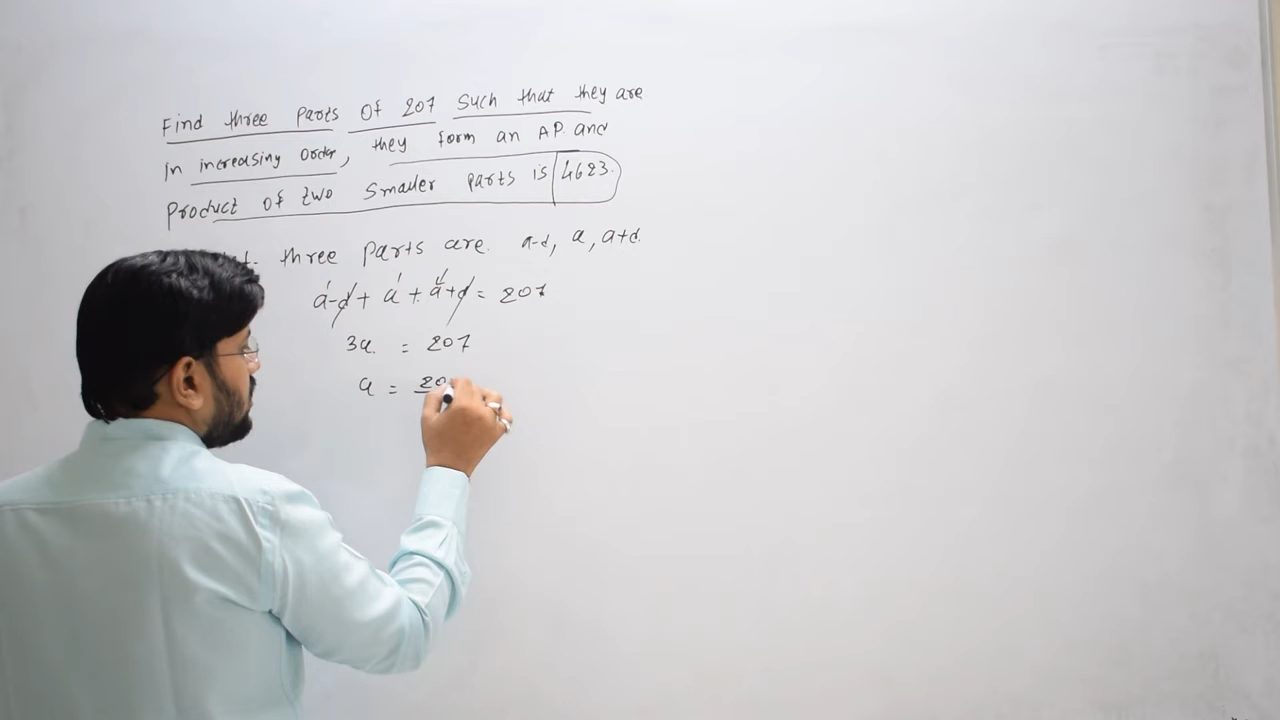 Find three Parts Of 207 Such that they are
in increasing Order, they form an A.P. and
Product of two Smaller parts is 4623.
three Parts are. a-d, a, a+d.
a-d + a + a+d = 207
3a. = 207
a = 20